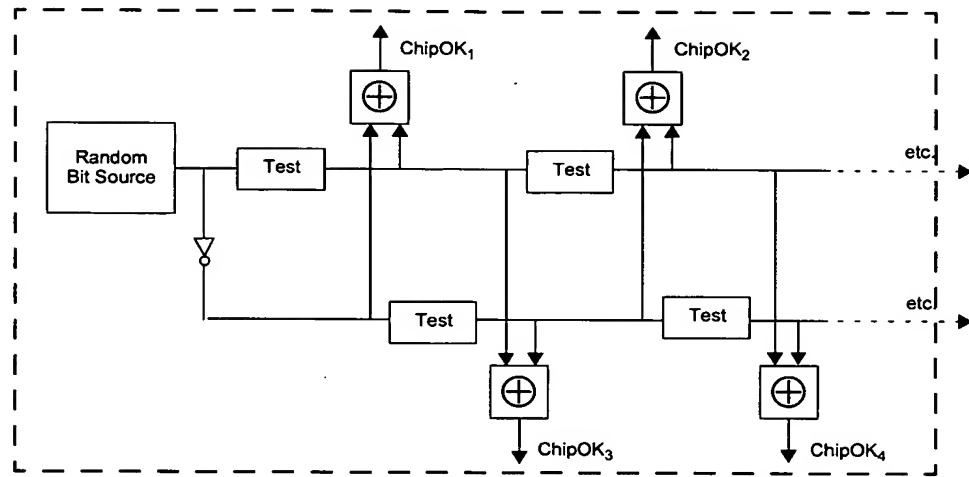 ChipOK1
ChipOK2
Random
Bit Source
Test
Test
etc.
Test
Test
etc
ChipOK3
ChipOK4